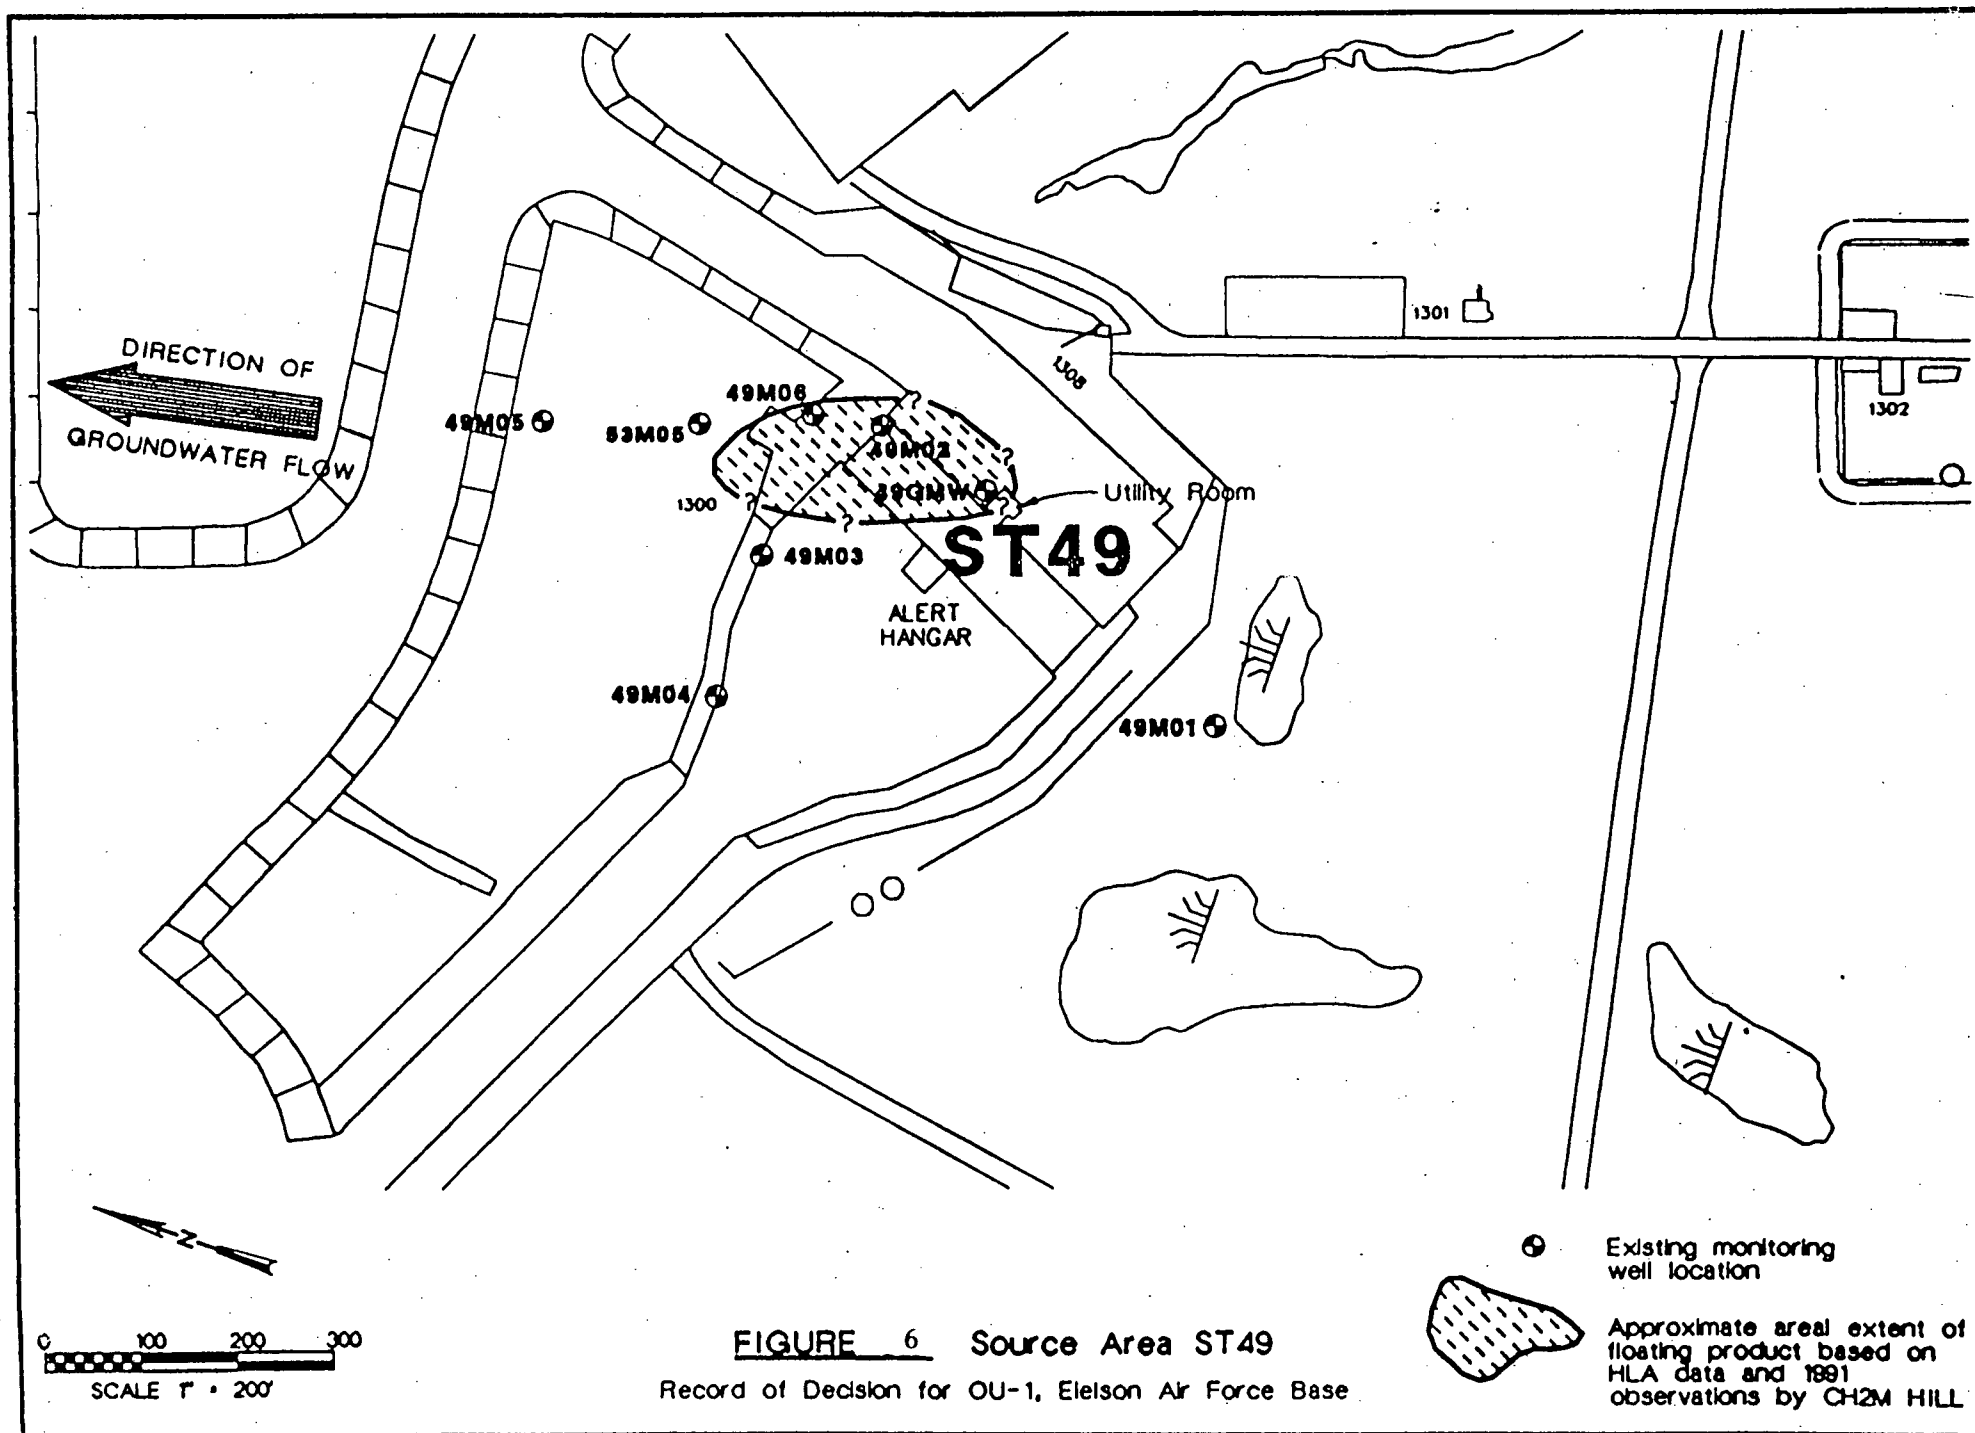 DIRECTION OF
GROUNDWATER FLOW
49M05
53M05
49M06
49M02
49GMW
1300
?
?
?
?
?
?
Utility Room
ST49
49M03
ALERT
HANGAR
49M04
49M01
1301
1302
N
0 100 200 300
SCALE 1" = 200'
FIGURE 6 Source Area ST49
Record of Decision for OU-1, Eielson Air Force Base
Existing monitoring
well location
Approximate areal extent of
floating product based on
HLA data and 1991
observations by CH2M HILL